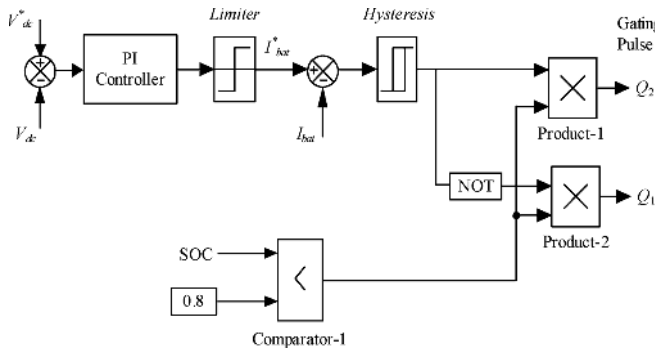 V*dc
Limiter
Hysteresis
Gating
Pulse
PI
Controller
I*bat
+
-
+
-
Vdc
Ibat
Q2
Product-1
NOT
Q1
Product-2
SOC
<
0.8
Comparator-1